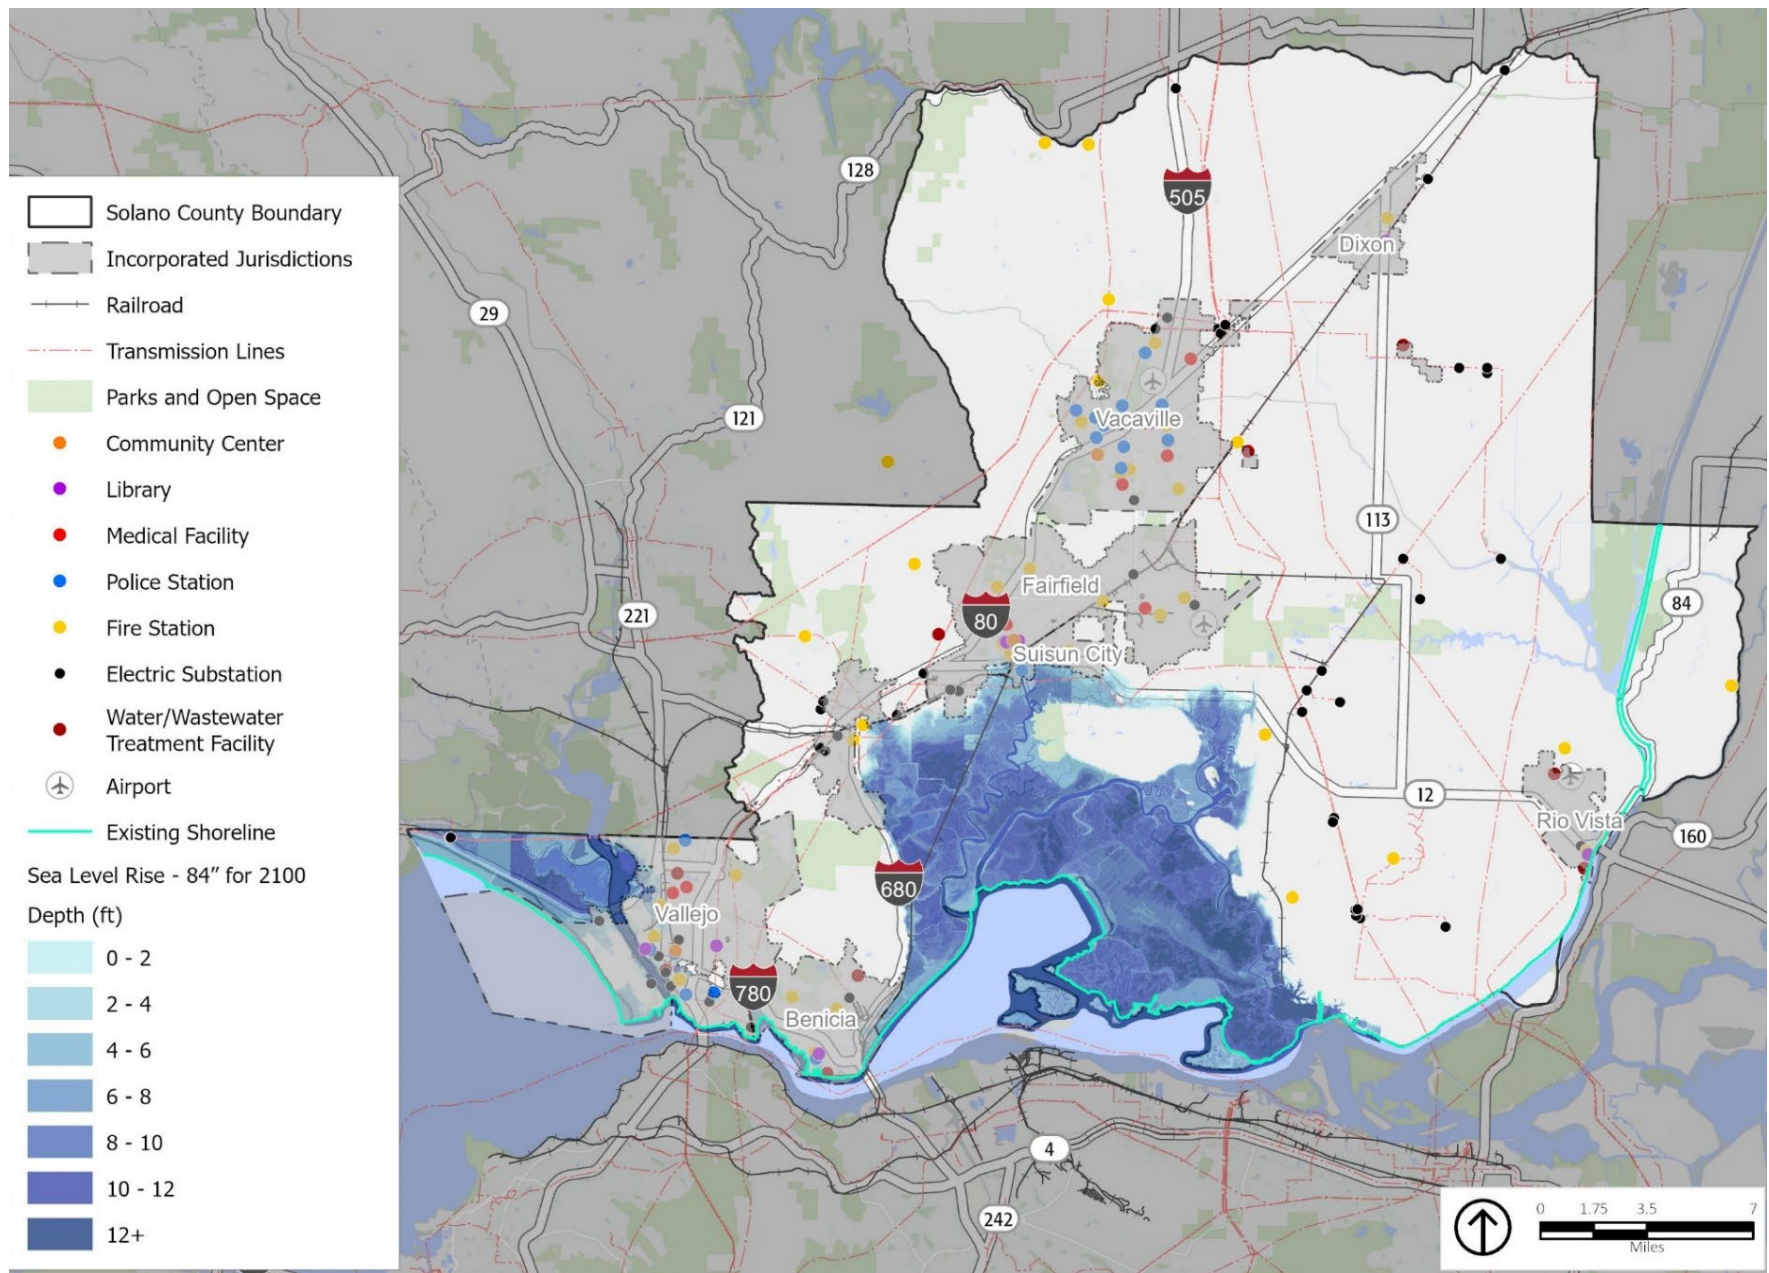 Solano County Boundary
Incorporated Jurisdictions
Railroad
Transmission Lines
Parks and Open Space
Community Center
Library
Medical Facility
Police Station
Fire Station
Electric Substation
Water/Wastewater
Treatment Facility
Airport
Existing Shoreline
Sea Level Rise - 84” for 2100
Depth (ft)
0 - 2
2 - 4
4 - 6
6 - 8
8 - 10
10 - 12
12+
128
505
Dixon
29
121
Vacaville
113
Fairfield
80
221
84
Suisun City
12
Rio Vista
160
680
Vallejo
780
Benicia
4
242
0 1.75 3.5 7
Miles